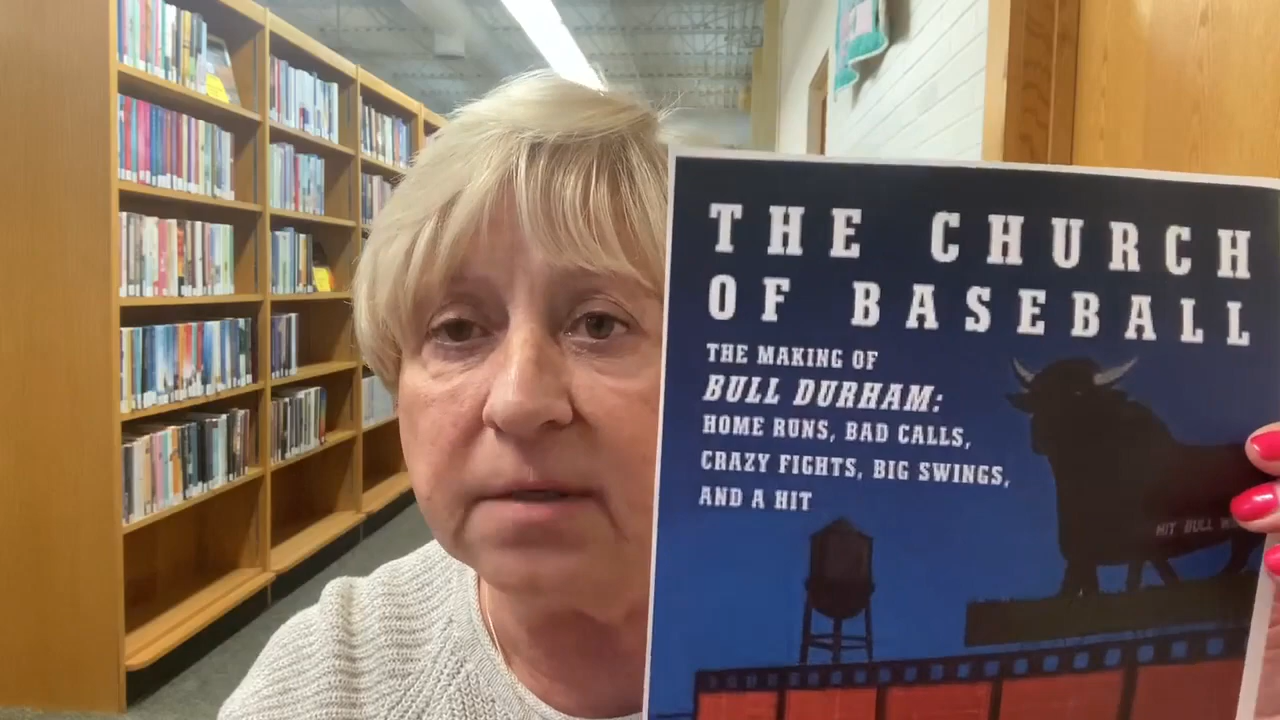 THE CHURCH
OF BASEBALL
THE MAKING OF
BULL DURHAM:
HOME RUNS, BAD CALLS,
CRAZY FIGHTS, BIG SWINGS,
AND A HIT
HIT BULL